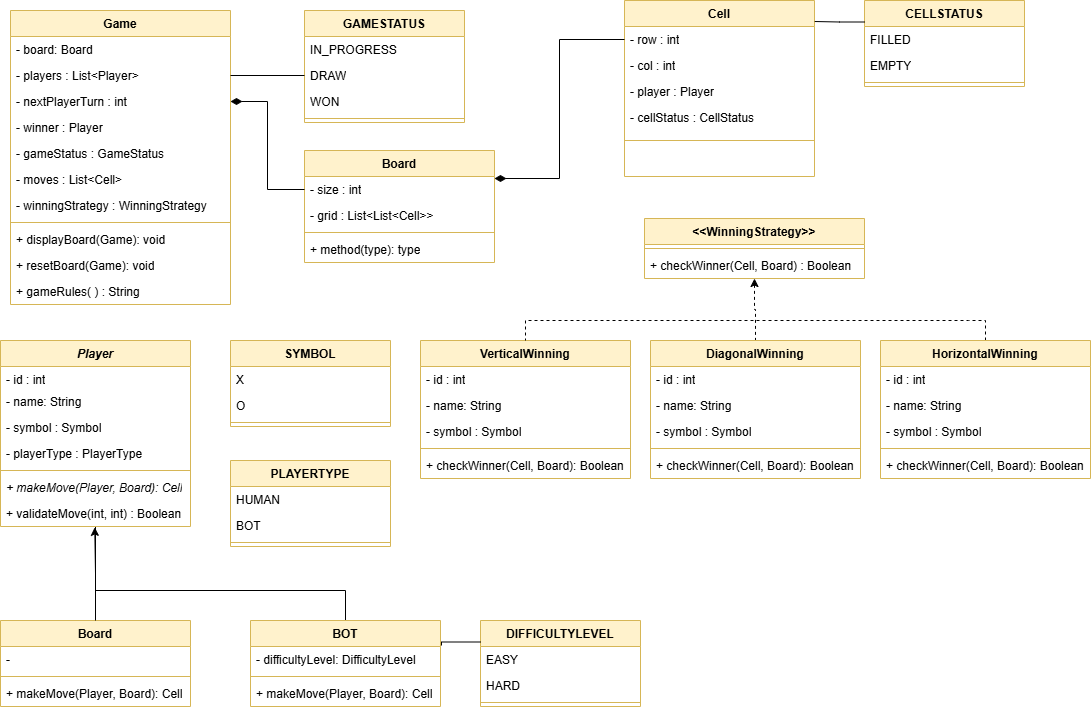 Game
- board: Board
- players : List<Player>
- nextPlayerTurn : int
- winner : Player
- gameStatus : GameStatus
- moves : List<Cell>
- winningStrategy : WinningStrategy
+ displayBoard(Game): void
+ resetBoard(Game): void
+ gameRules( ) : String
GAMESTATUS
IN_PROGRESS
DRAW
WON
Board
- size : int
- grid : List<List<Cell>>
+ method(type): type
Cell
- row : int
- col : int
- player : Player
- cellStatus : CellStatus
CELLSTATUS
FILLED
EMPTY
<<WinningStrategy>>
+ checkWinner(Cell, Board) : Boolean
Player
- id : int
- name: String
- symbol : Symbol
- playerType : PlayerType
+ makeMove(Player, Board): Cell
+ validateMove(int, int) : Boolean
SYMBOL
X
O
PLAYERTYPE
HUMAN
BOT
VerticalWinning
- id : int
- name: String
- symbol : Symbol
+ checkWinner(Cell, Board): Boolean
DiagonalWinning
- id : int
- name: String
- symbol : Symbol
+ checkWinner(Cell, Board): Boolean
HorizontalWinning
- id : int
- name: String
- symbol : Symbol
+ checkWinner(Cell, Board): Boolean
Board
-
+ makeMove(Player, Board): Cell
BOT
- difficultyLevel: DifficultyLevel
+ makeMove(Player, Board): Cell
DIFFICULTYLEVEL
EASY
HARD